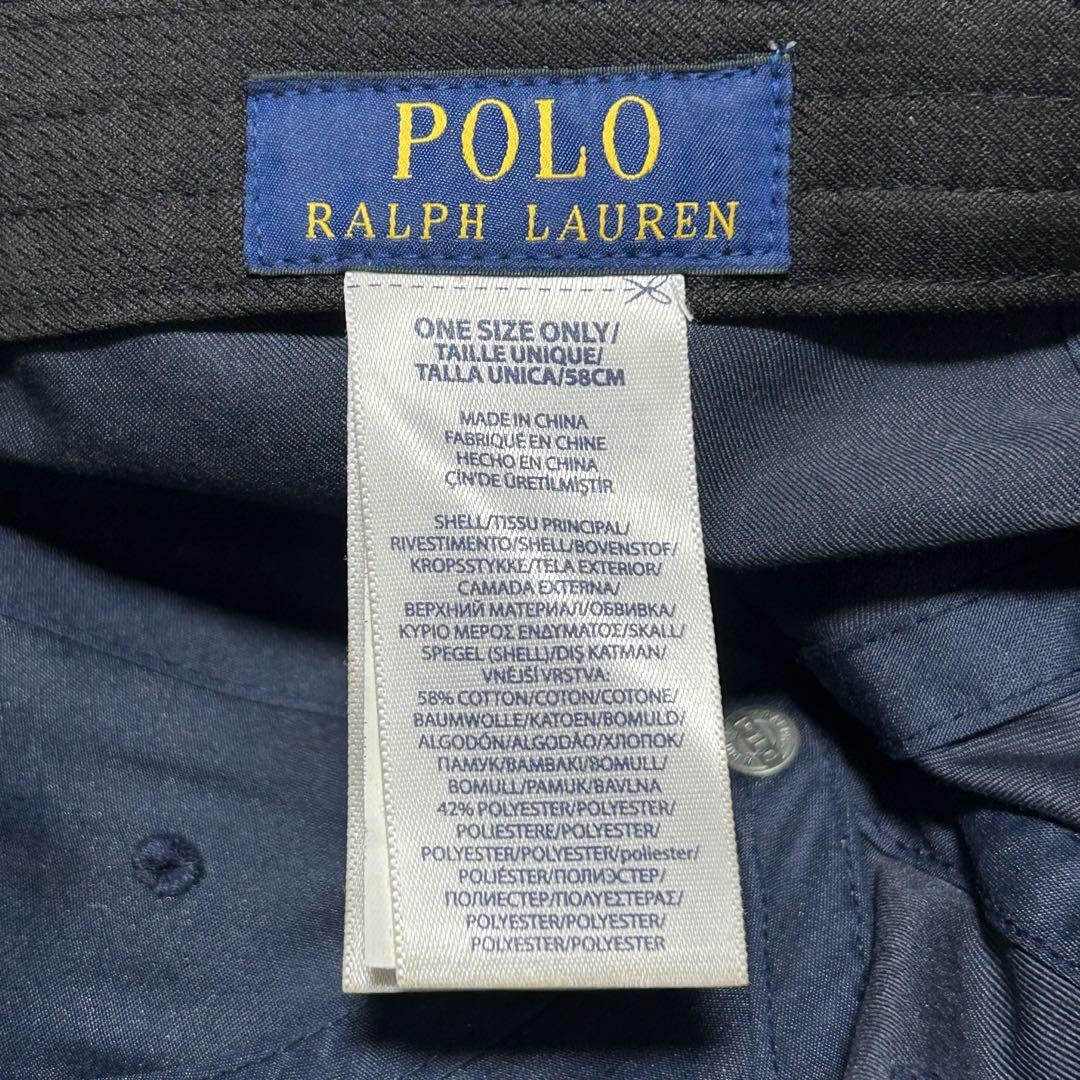 POLO
RALPH LAUREN
ONE SIZE ONLY/
TAILLE UNIQUE/
TALLA UNICA/58CM
MADE IN CHINA
FABRIQUÉ EN CHINE
HECHO EN CHINA
ÇİN'DE ÜRETİLMİŞTİR
SHELL/TISSU PRINCIPAL/
RIVESTIMENTO/SHELL/BOVENSTOF/
KROPSSTYKKE/TELA EXTERIOR/
CAMADA EXTERNA/
ВЕРХНИЙ МАТЕРИАЛ/ОБВИВКА/
ΚΥΡΙΟ ΜΕΡΟΣ ΕΝΔΥΜΑΤΟΣ/SKALL/
SPEGEL (SHELL)/DIŞ KATMAN/
VNĚJŠÍ VRSTVA:
58% COTTON/COTON/COTONE/
BAUMWOLLE/KATOEN/BOMULD/
ALGODÓN/ALGODÃO/ХЛОПОК/
ПАМУК/ΒΑΜΒΑΚΙ/BOMULL/
BOMULL/PAMUK/BAVLNA
42% POLYESTER/POLYESTER/
POLIESTERE/POLYESTER/
POLYESTER/POLYESTER/poliester/
POLIÉSTER/ПОЛИЭСТЕР/
ПОЛИЕСТЕР/ΠΟΛΥΕΣΤΕΡΑΣ/
POLYESTER/POLYESTER/
POLYESTER/POLYESTER